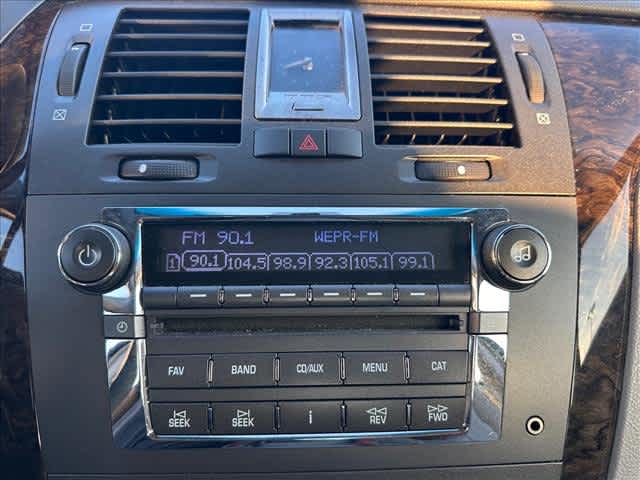 FM 90.1 WEPR-FM
1 90.1 104.5 98.9 92.3 105.1 99.1
FAV BAND CD/AUX MENU CAT
SEEK SEEK i REV FWD